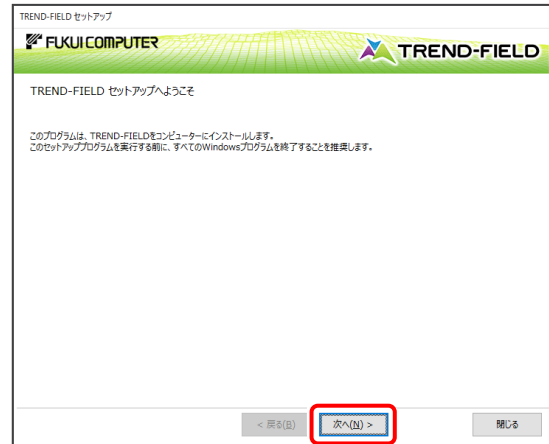 TREND-FIELD セットアップ
FUKUI COMPUTER
TREND-FIELD
TREND-FIELD セットアップへようこそ
このプログラムは、TREND-FIELDをコンピューターにインストールします。
このセットアッププログラムを実行する前に、すべてのWindowsプログラムを終了することを推奨します。
< 戻る(B) 次へ(N) > 閉じる